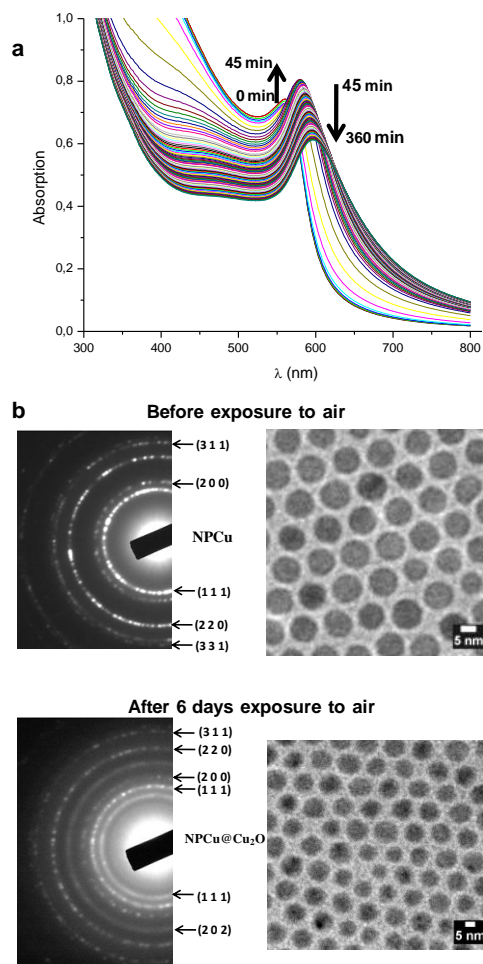 a
45 min
0 min
45 min
360 min
1,0
0,8
0,6
0,4
0,2
0,0
Absorption
300 400 500 600 700 800
λ (nm)
b
Before exposure to air
(3 1 1)
(2 0 0)
NPCu
(1 1 1)
(2 2 0)
(3 3 1)
5 nm
After 6 days exposure to air
(3 1 1)
(2 2 0)
(2 0 0)
(1 1 1)
NPCu@Cu₂O
(1 1 1)
(2 0 2)
5 nm